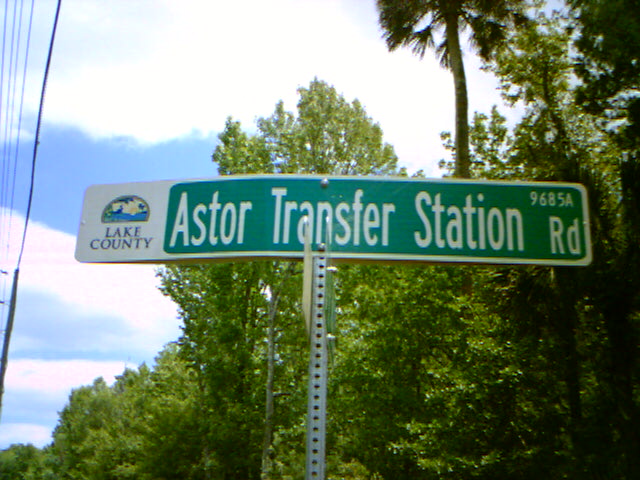 LAKE
COUNTY
Astor Transfer Station Rd
9685A